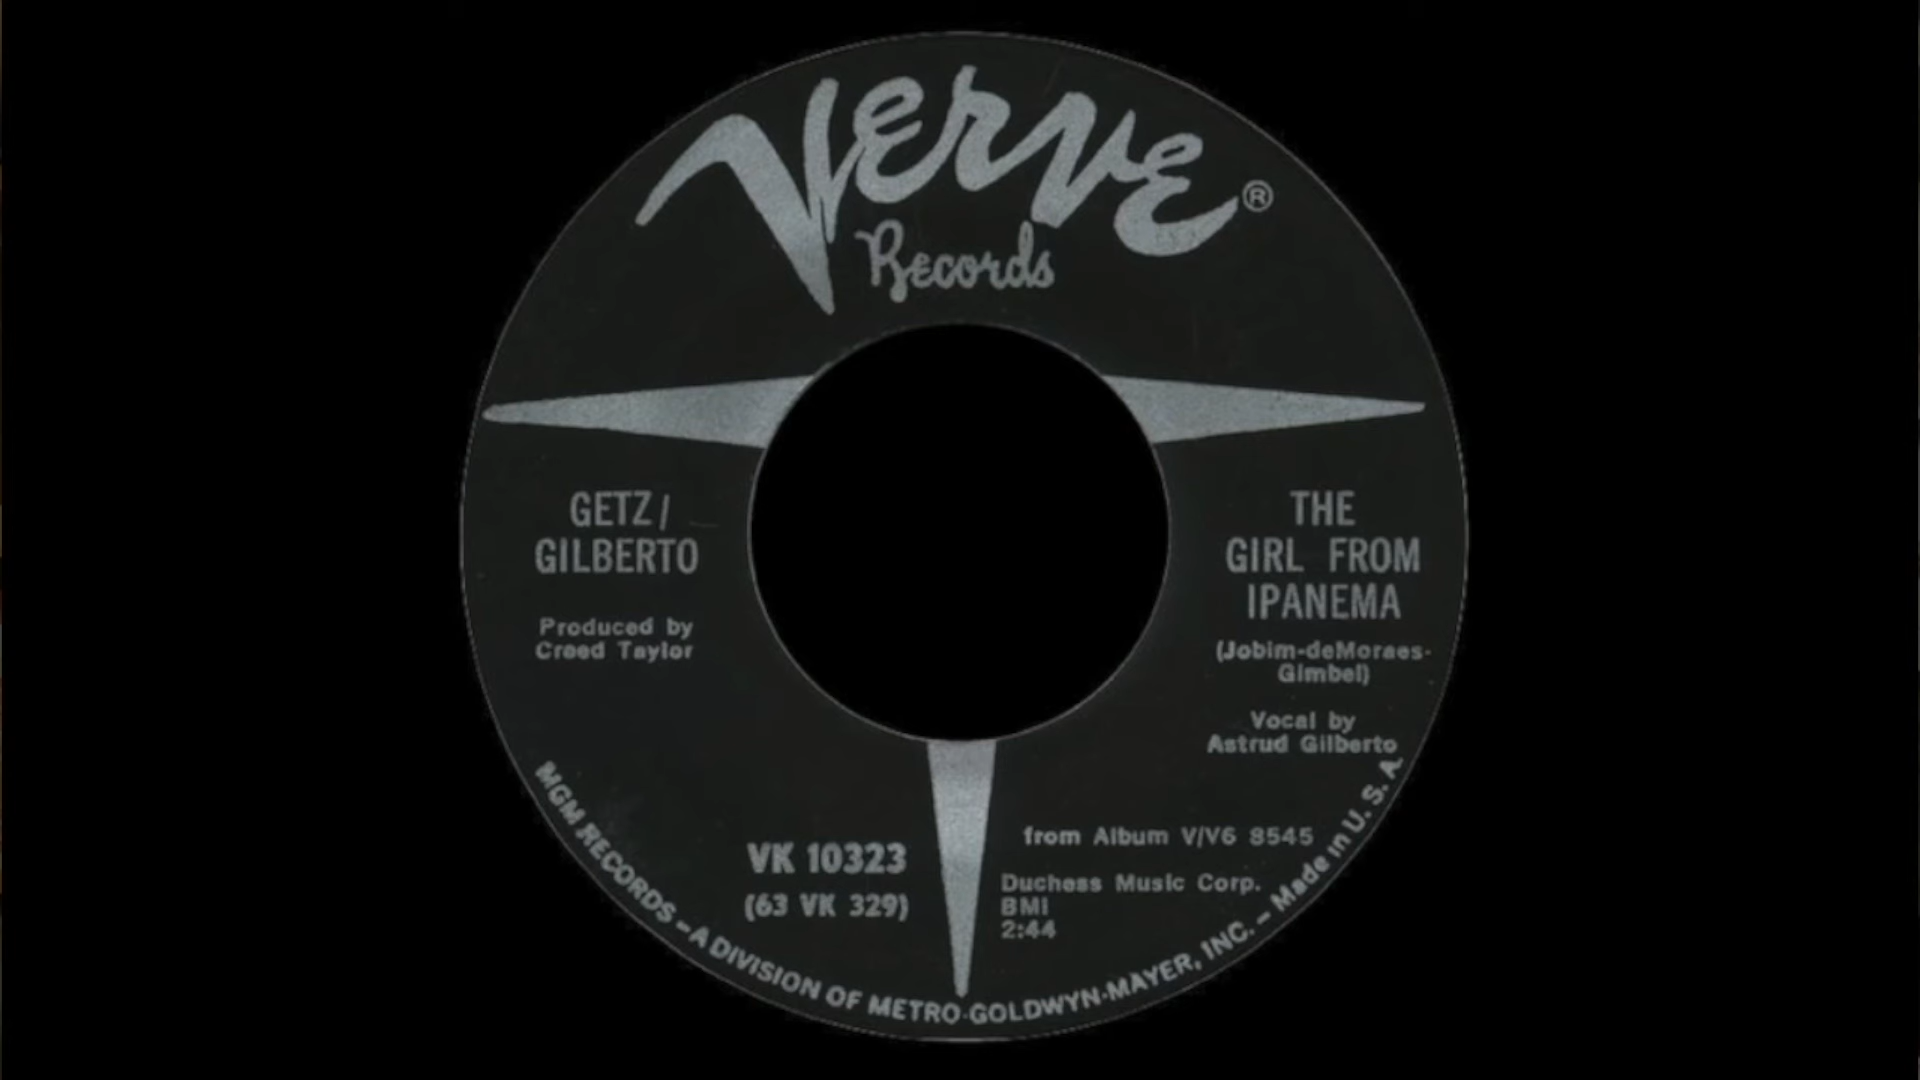 Verve®
Records
GETZ/
GILBERTO
Produced by
Creed Taylor
THE
GIRL FROM
IPANEMA
(Jobim-deMoraes-
Gimbel)
Vocal by
Astrud Gilberto
VK 10323
(63 VK 329)
from Album V/V6 8545
Duchess Music Corp.
BMI
2:44
MGM RECORDS – A DIVISION OF METRO-GOLDWYN-MAYER, INC. – Made in U. S. A.